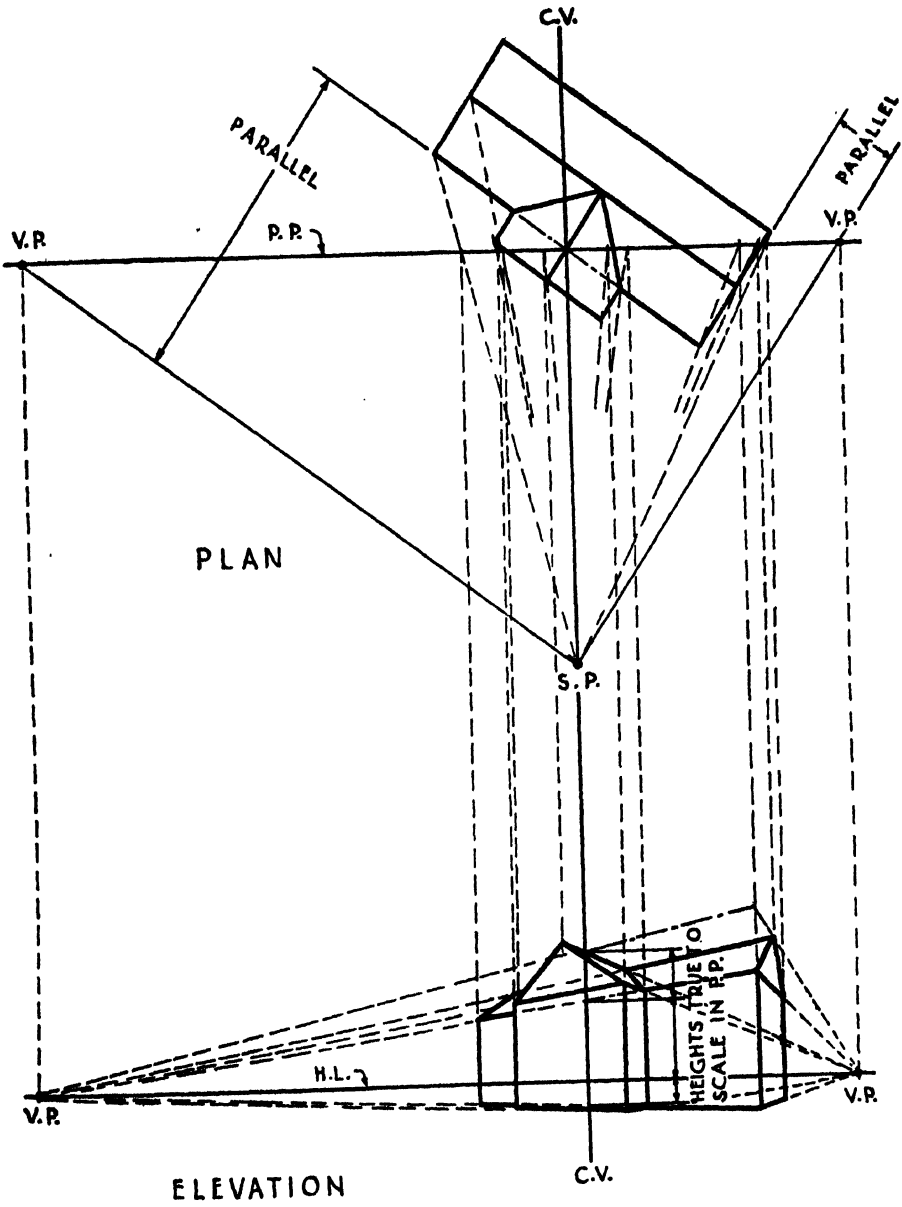 C.V.
PARALLEL
PARALLEL
V.P.
P.P.
V.P.
PLAN
S.P.
HEIGHTS TRUE TO
SCALE IN P.P.
H.L.
V.P.
V.P.
C.V.
ELEVATION